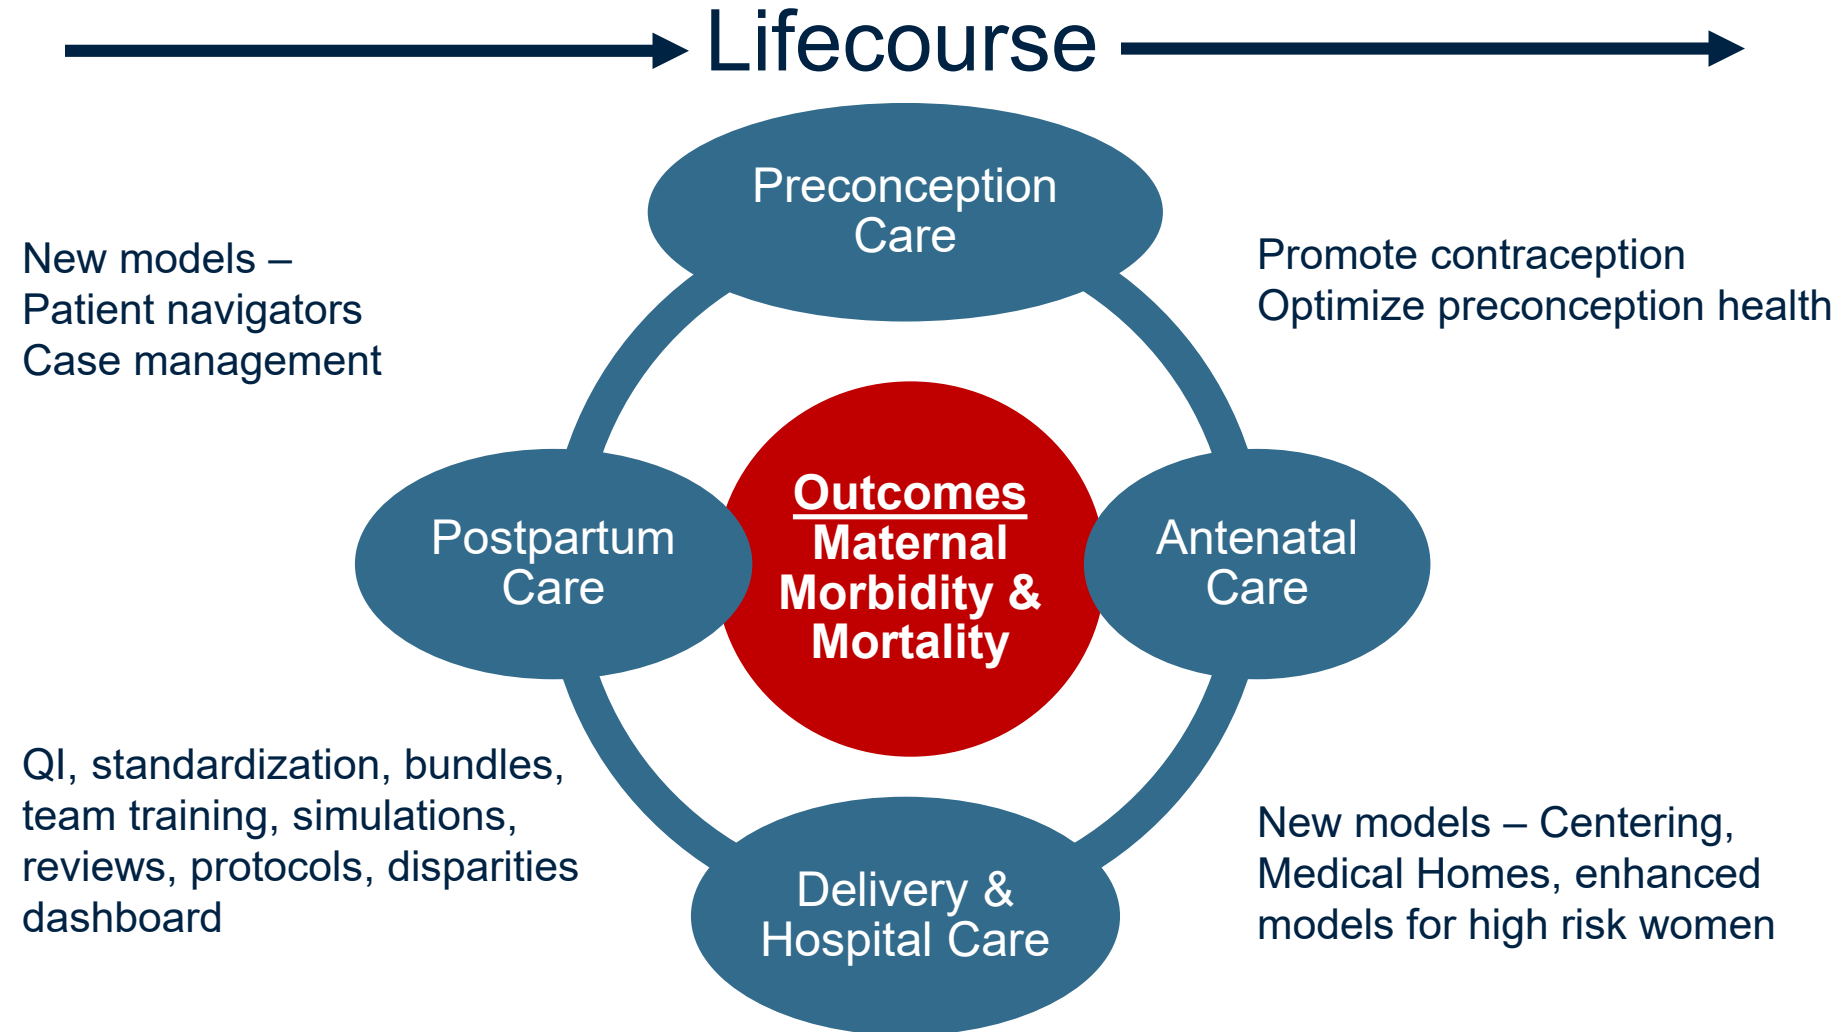 Lifecourse
Preconception
Care
New models –
Patient navigators
Case management
Promote contraception
Optimize preconception health
Postpartum
Care
Outcomes
Maternal
Morbidity &
Mortality
Antenatal
Care
QI, standardization, bundles,
team training, simulations,
reviews, protocols, disparities
dashboard
Delivery &
Hospital Care
New models – Centering,
Medical Homes, enhanced
models for high risk women